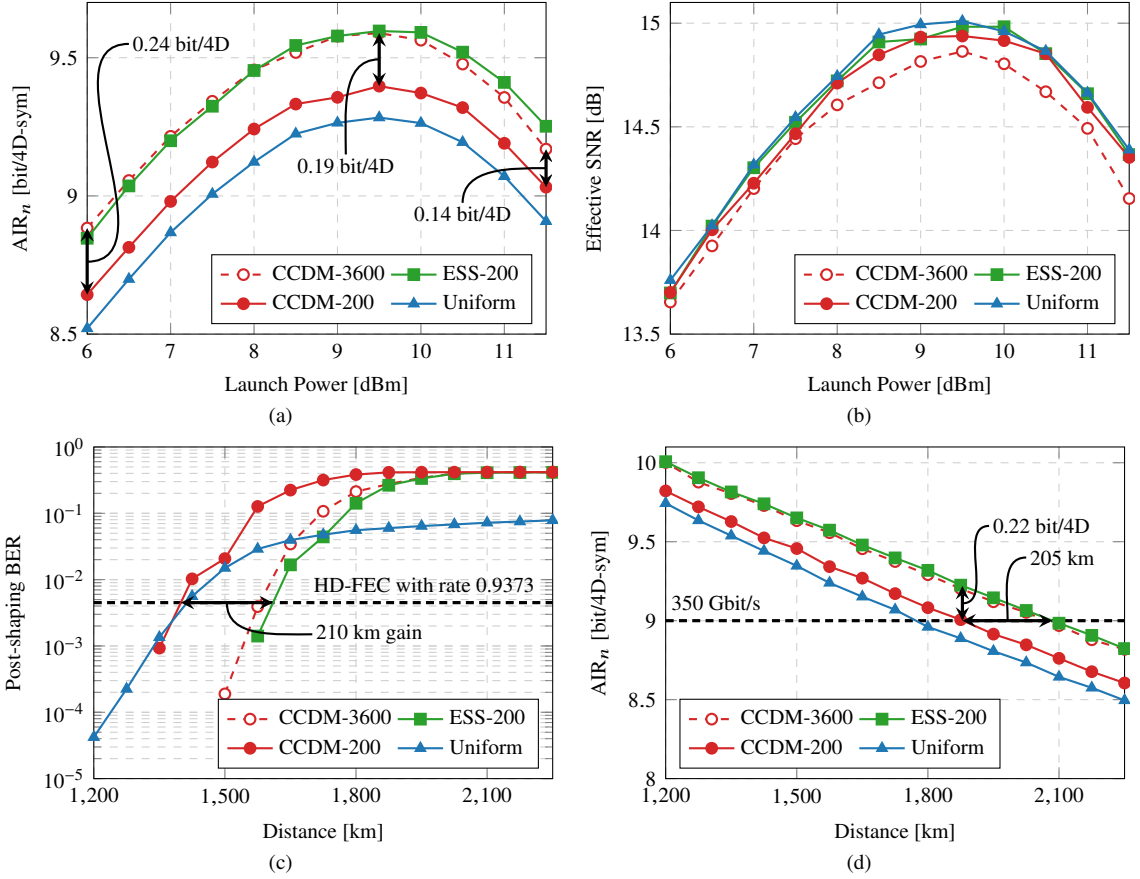 9.5
9
8.5
AIRn [bit/4D-sym]
0.24 bit/4D
0.19 bit/4D
0.14 bit/4D
CCDM-3600
ESS-200
CCDM-200
Uniform
6
7
8
9
10
11
Launch Power [dBm]
(a)
15
14.5
14
13.5
Effective SNR [dB]
CCDM-3600
ESS-200
CCDM-200
Uniform
6
7
8
9
10
11
Launch Power [dBm]
(b)
10^0
10^−1
10^−2
10^−3
10^−4
10^−5
Post-shaping BER
HD-FEC with rate 0.9373
210 km gain
CCDM-3600
ESS-200
CCDM-200
Uniform
1,200
1,500
1,800
2,100
Distance [km]
(c)
10
9.5
9
8.5
8
AIRn [bit/4D-sym]
0.22 bit/4D
205 km
350 Gbit/s
CCDM-3600
ESS-200
CCDM-200
Uniform
1,200
1,500
1,800
2,100
Distance [km]
(d)